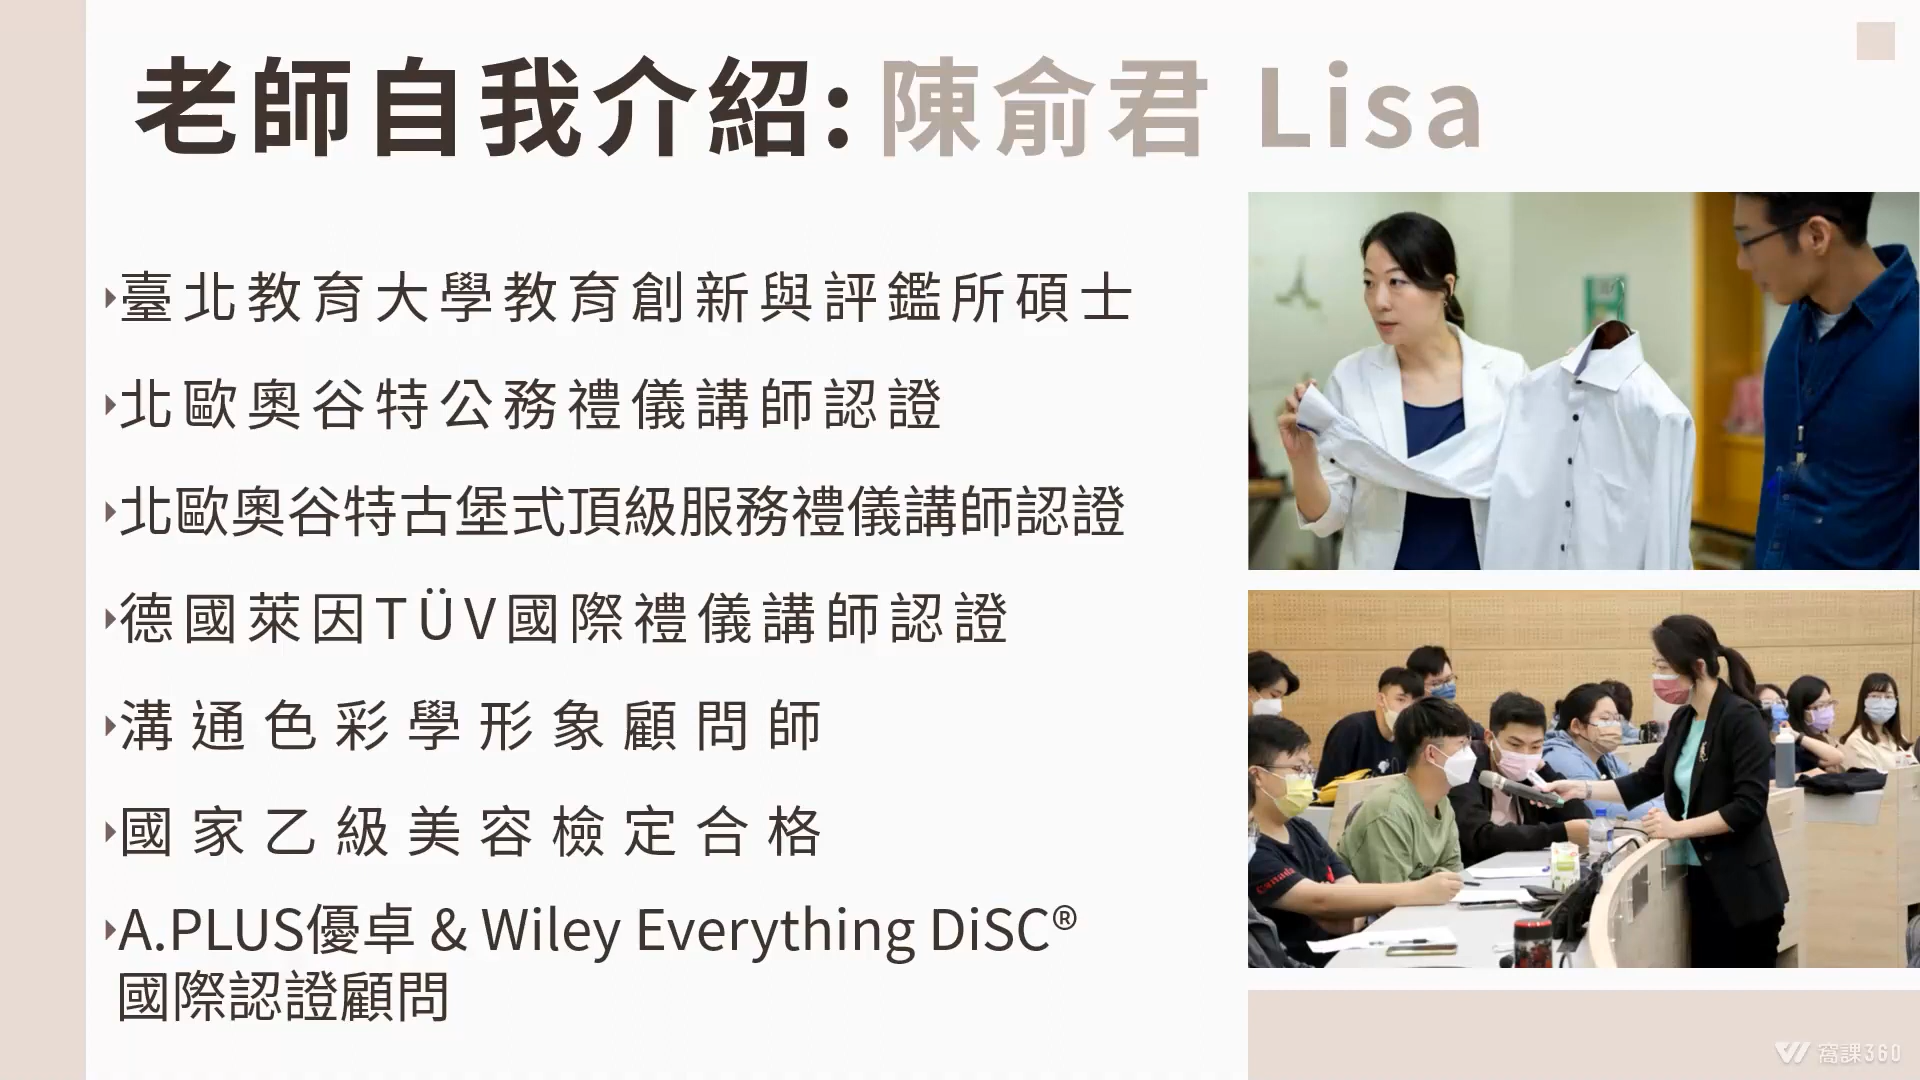 老師自我介紹:陳俞君 Lisa
臺北教育大學教育創新與評鑑所碩士
北歐奧谷特公務禮儀講師認證
北歐奧谷特古堡式頂級服務禮儀講師認證
德國萊因TÜV國際禮儀講師認證
溝通色彩學形象顧問師
國家乙級美容檢定合格
A.PLUS優卓 & Wiley Everything DiSC®
國際認證顧問
Canada
窩課360